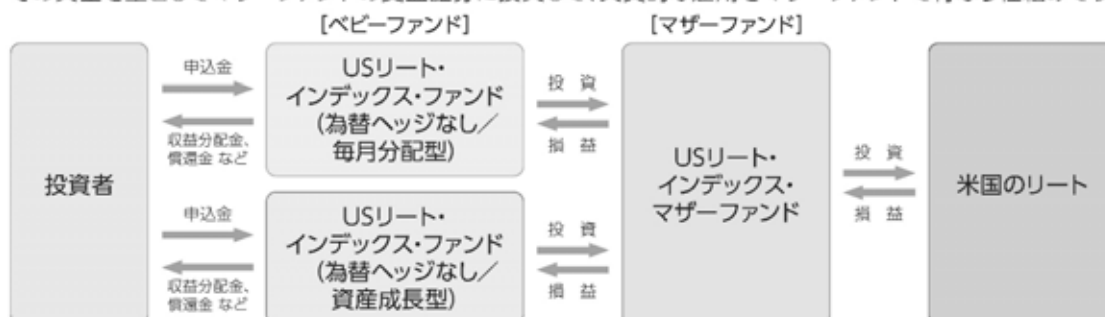 [ベビーファンド]
[マザーファンド]
投資者
申込金
収益分配金、
償還金 など
USリート・
インデックス・ファンド
(為替ヘッジなし/
毎月分配型)
投 資
損 益
申込金
収益分配金、
償還金 など
USリート・
インデックス・ファンド
(為替ヘッジなし/
資産成長型)
投 資
損 益
USリート・
インデックス・
マザーファンド
投 資
損 益
米国のリート